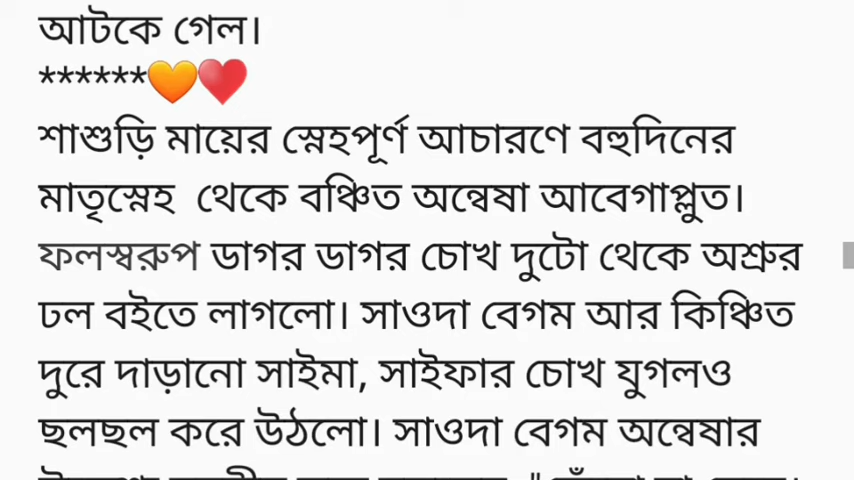 আটকে গেল।
******🧡♥️
শাশুড়ি মায়ের স্নেহপূর্ণ আচারণে বহুদিনের
মাতৃস্নেহ থেকে বঞ্চিত অন্বেষা আবেগাপ্লুত।
ফলস্বরুপ ডাগর ডাগর চোখ দুটো থেকে অশ্রুর
ঢল বইতে লাগলো। সাওদা বেগম আর কিঞ্চিত
দুরে দাড়ানো সাইমা, সাইফার চোখ যুগলও
ছলছল করে উঠলো। সাওদা বেগম অন্বেষার